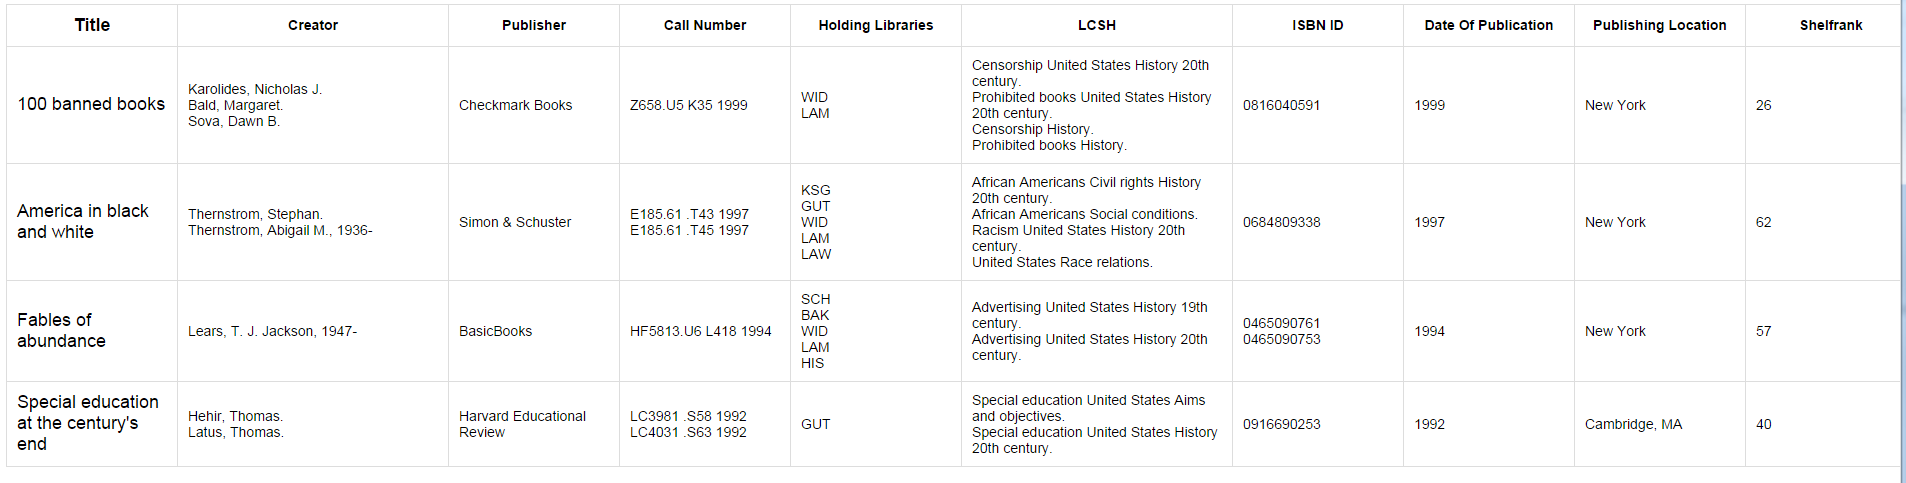 Title Creator Publisher Call Number Holding Libraries LCSH ISBN ID Date Of Publication Publishing Location Shelfrank
100 banned books
Karolides, Nicholas J.
Bald, Margaret.
Sova, Dawn B.
Checkmark Books
Z658.U5 K35 1999
WID
LAM
Censorship United States History 20th
century.
Prohibited books United States History
20th century.
Censorship History.
Prohibited books History.
0816040591
1999
New York
26
America in black
and white
Thernstrom, Stephan.
Thernstrom, Abigail M., 1936-
Simon & Schuster
E185.61 .T43 1997
E185.61 .T45 1997
KSG
GUT
WID
LAM
LAW
African Americans Civil rights History
20th century.
African Americans Social conditions.
Racism United States History 20th
century.
United States Race relations.
0684809338
1997
New York
62
Fables of
abundance
Lears, T. J. Jackson, 1947-
BasicBooks
HF5813.U6 L418 1994
SCH
BAK
WID
LAM
HIS
Advertising United States History 19th
century.
Advertising United States History 20th
century.
0465090761
0465090753
1994
New York
57
Special education
at the century's
end
Hehir, Thomas.
Latus, Thomas.
Harvard Educational
Review
LC3981 .S58 1992
LC4031 .S63 1992
GUT
Special education United States Aims
and objectives.
Special education United States History
20th century.
0916690253
1992
Cambridge, MA
40